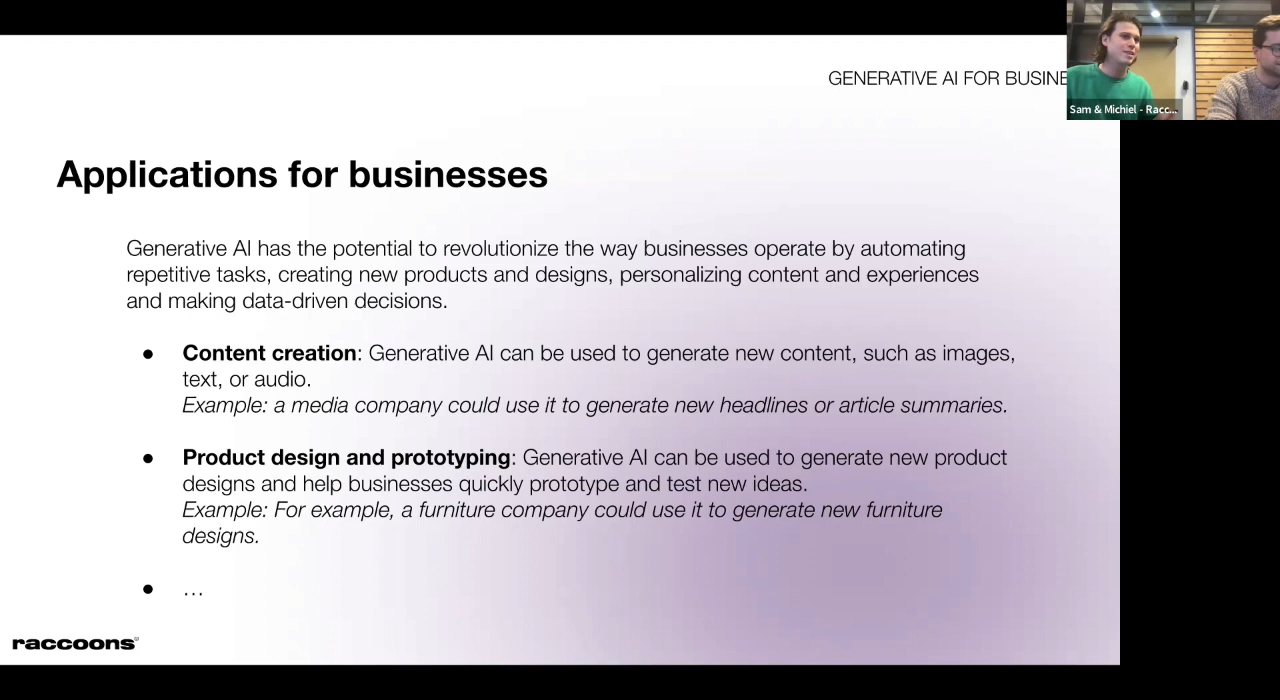 GENERATIVE AI FOR BUSINE
Sam & Michiel - Racc...
Applications for businesses
Generative AI has the potential to revolutionize the way businesses operate by automating
repetitive tasks, creating new products and designs, personalizing content and experiences
and making data-driven decisions.
● Content creation: Generative AI can be used to generate new content, such as images,
text, or audio.
Example: a media company could use it to generate new headlines or article summaries.
● Product design and prototyping: Generative AI can be used to generate new product
designs and help businesses quickly prototype and test new ideas.
Example: For example, a furniture company could use it to generate new furniture
designs.
● …
raccoons®